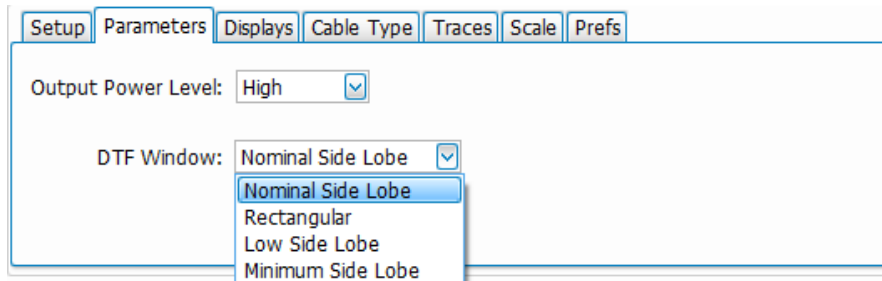 Setup Parameters Displays Cable Type Traces Scale Prefs
Output Power Level: High
DTF Window: Nominal Side Lobe
Nominal Side Lobe
Rectangular
Low Side Lobe
Minimum Side Lobe